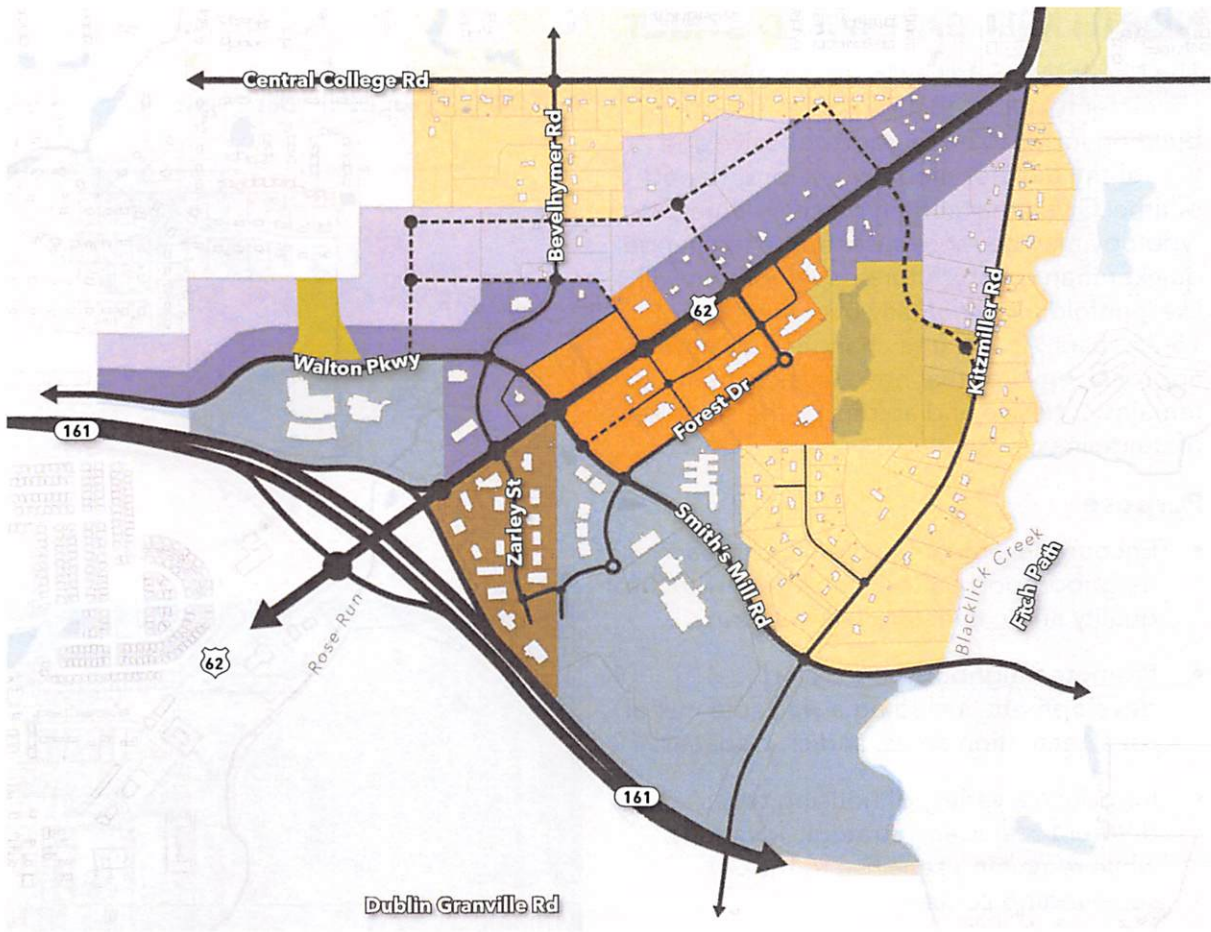 Central College Rd
Bevelhymer Rd
62
Walton Pkwy
Kitzmiller Rd
161
Forest Dr
Zarley St
Smith's Mill Rd
Blacklick Creek
Fitch Path
Rose Run
62
161
Dublin Granville Rd